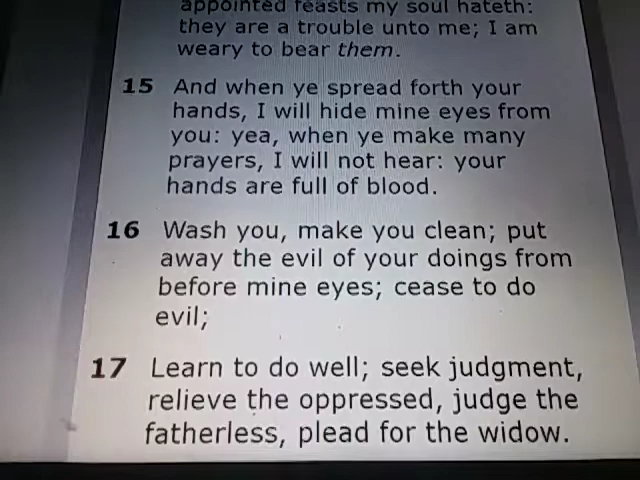 appointed feasts my soul hateth:
they are a trouble unto me; I am
weary to bear them.
15 And when ye spread forth your
hands, I will hide mine eyes from
you: yea, when ye make many
prayers, I will not hear: your
hands are full of blood.
16 Wash you, make you clean; put
away the evil of your doings from
before mine eyes; cease to do
evil;
17 Learn to do well; seek judgment,
relieve the oppressed, judge the
fatherless, plead for the widow.